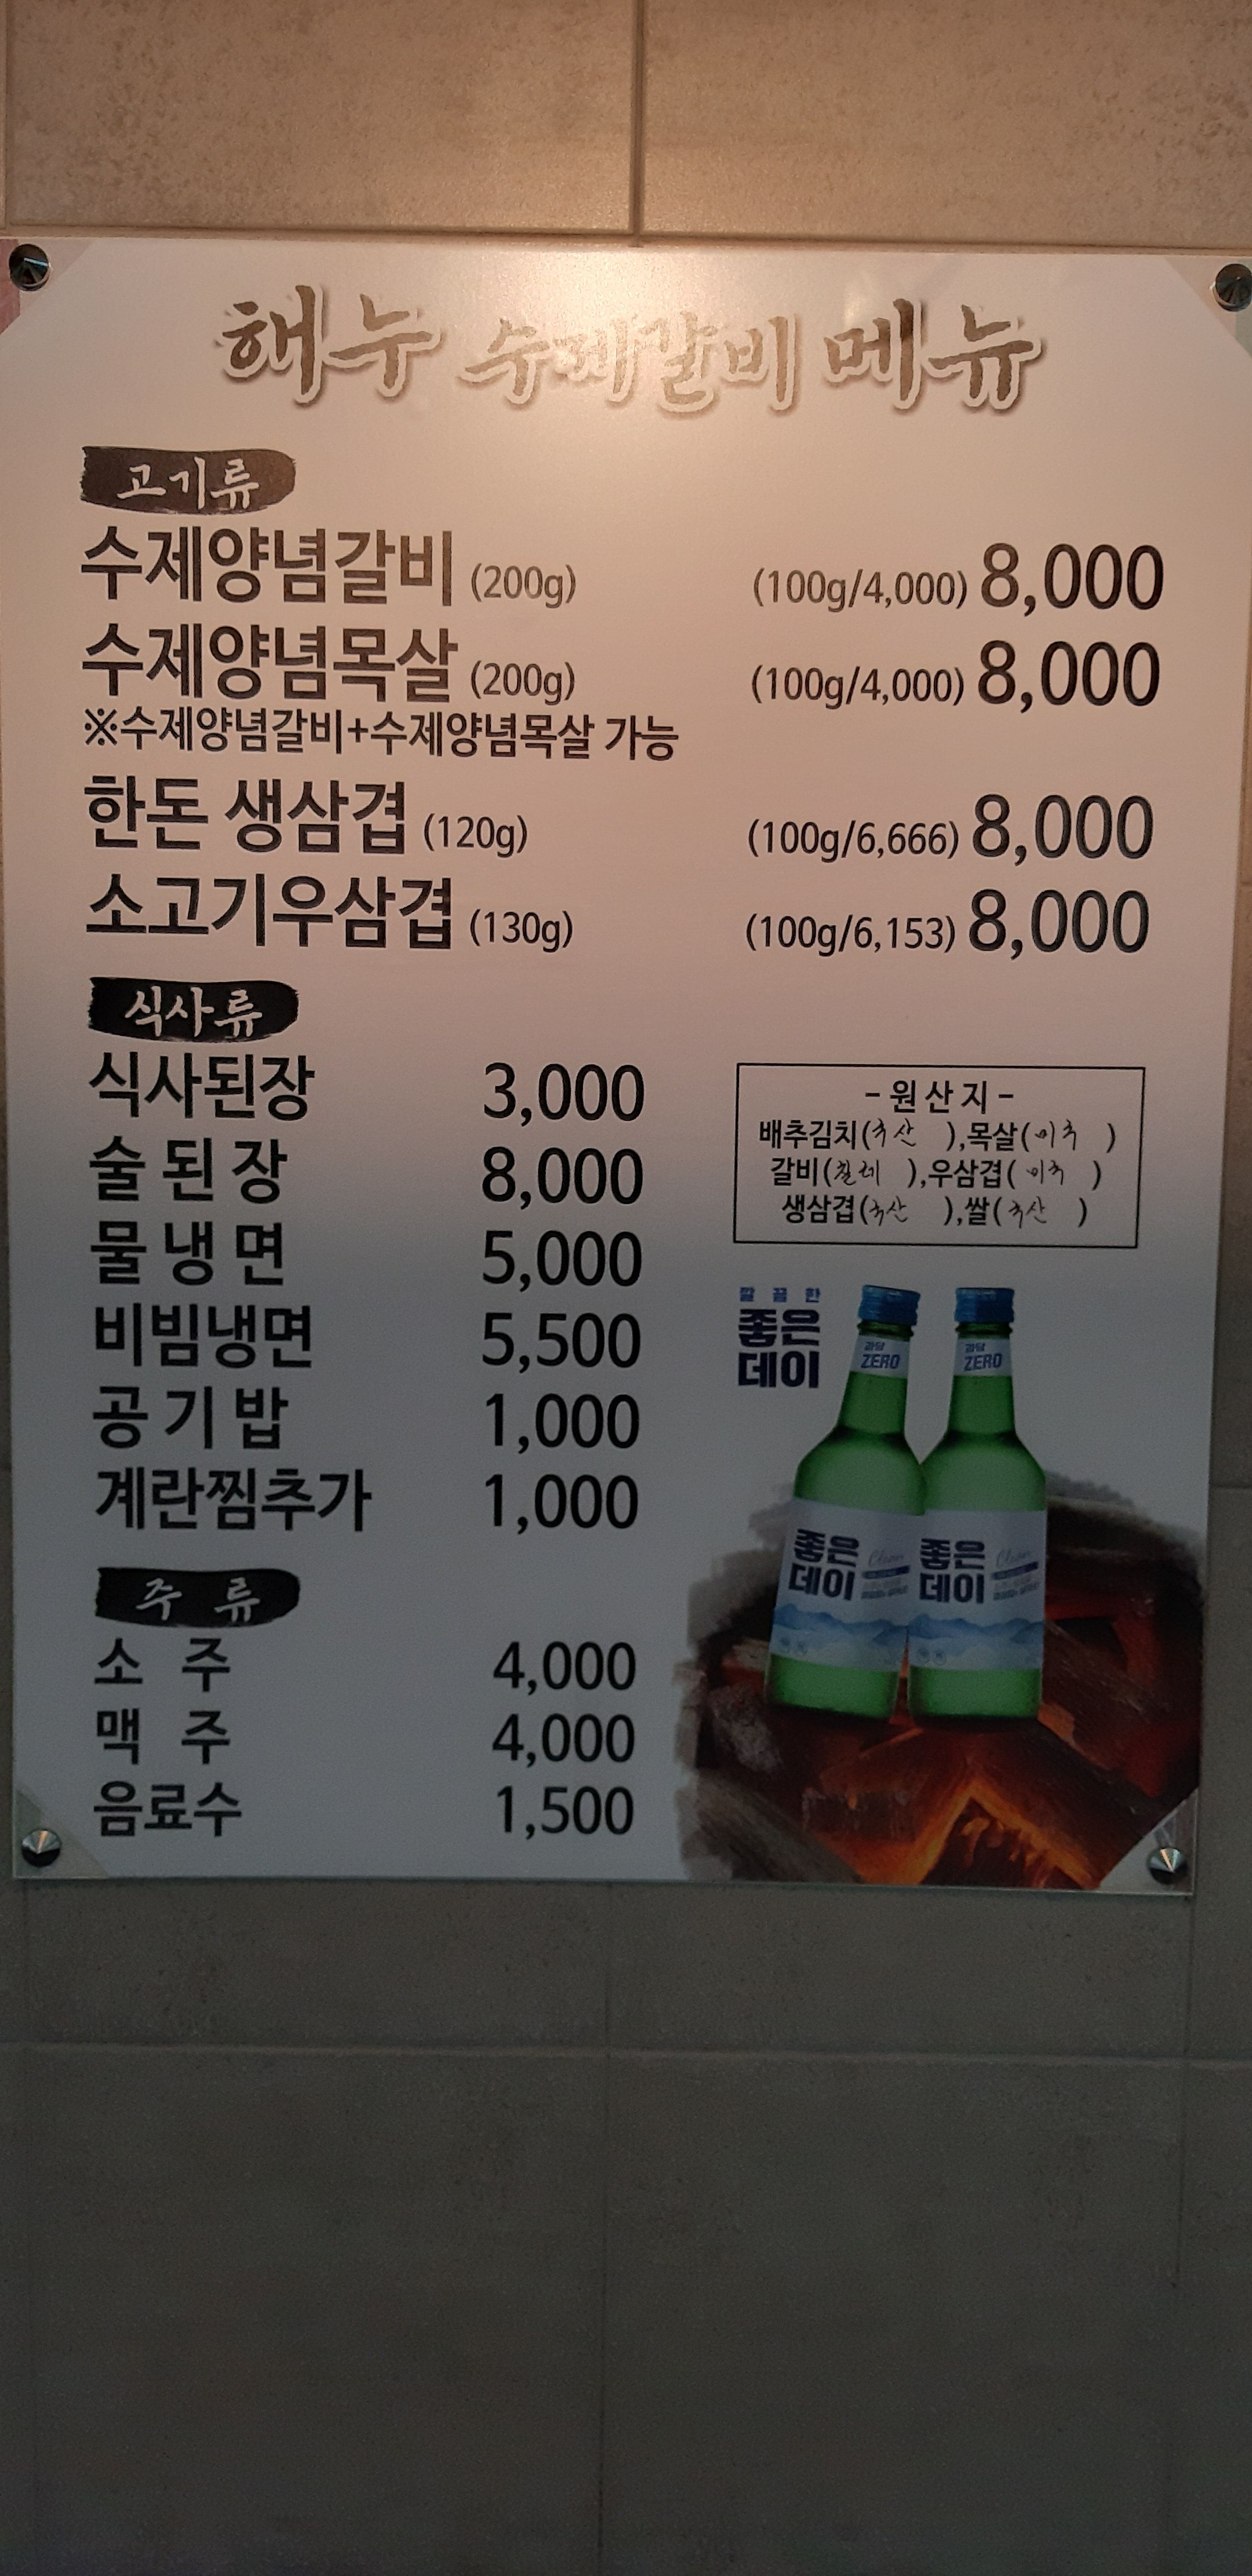 해누 수제갈비 메뉴
고기류
수제양념갈비 (200g) (100g/4,000) 8,000
수제양념목살 (200g) (100g/4,000) 8,000
※수제양념갈비+수제양념목살 가능
한돈 생삼겹 (120g) (100g/6,666) 8,000
소고기우삼겹 (130g) (100g/6,153) 8,000
식사류
식사된장 3,000
술된장 8,000
물냉면 5,000
비빔냉면 5,500
공기밥 1,000
계란찜추가 1,000
-원산지-
배추김치(국산 ),목살(미국 )
갈비(칠레 ),우삼겹(미국 )
생삼겹(국산 ),쌀(국산 )
깔끔한
좋은
데이
과당
ZERO
과당
ZERO
좋은
데이
Clean
좋은
데이
Clean
주류
소주 4,000
맥주 4,000
음료수 1,500